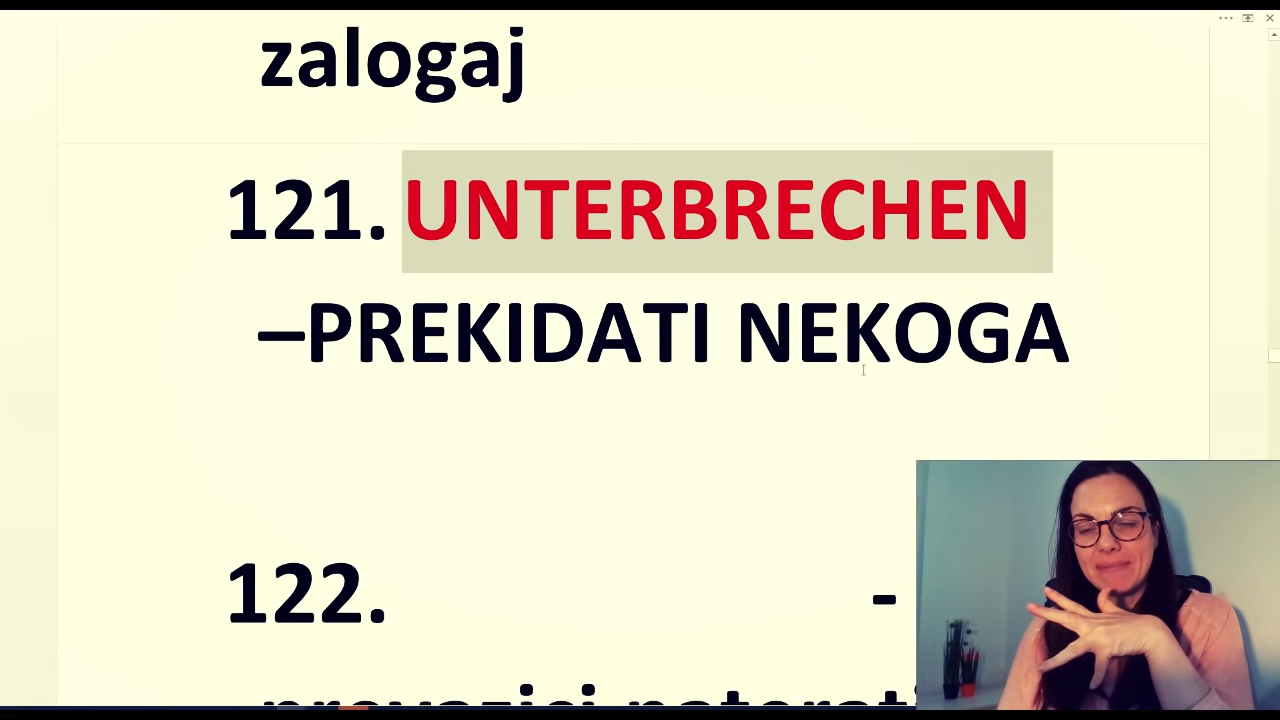 zalogaj
121. UNTERBRECHEN
–PREKIDATI NEKOGA
122. -